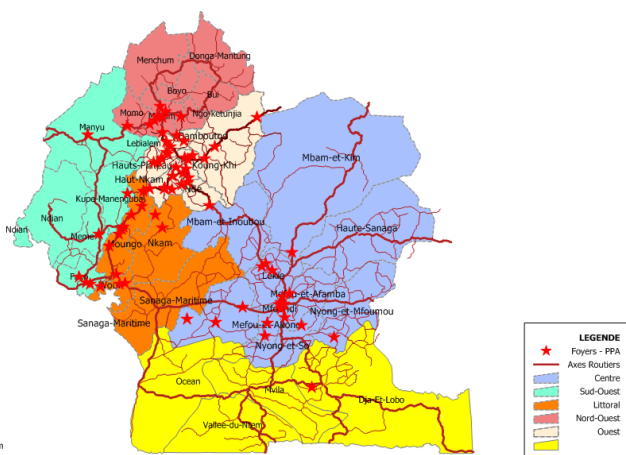 Donga-Mantung
Menchum
Boyo
Bui
Momo
Ngo-ketunjia
Manyu
Lebialem
Bamboutos
Mbam-et-Kim
Hauts-Plateaux
Koung-Khi
Haut-Nkam
Nde
Kupe-Manenguba
Ndian
Mbam-et-Inoubou
Ndian
Haute-Sanaga
Meme
Moungo
Nkam
Lekie
Fako
Wouri
Mefou-et-Afamba
Sanaga-Maritime
Mfoundi
Nyong-et-Mfoumou
Sanaga-Maritime
Mefou-et-Akono
Nyong-et-So
Ocean
Mvila
Dja-Et-Lobo
Vallee-du-Ntem
LEGENDE
Foyers - PPA
Axes Routiers
Centre
Sud-Ouest
Littoral
Nord-Ouest
Ouest